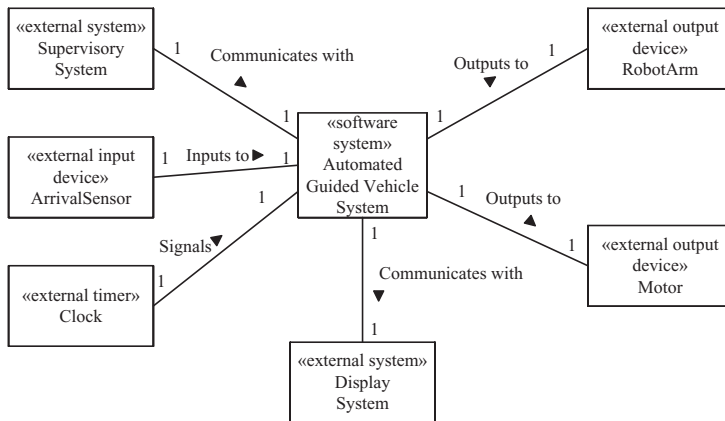 «external system»
Supervisory
System
1
Communicates with
1
«external input
device»
ArrivalSensor
1
Inputs to
1
«external timer»
Clock
1
Signals
1
«software
system»
Automated
Guided Vehicle
System
1
Outputs to
1
«external output
device»
RobotArm
1
Outputs to
1
«external output
device»
Motor
1
Communicates with
1
«external system»
Display
System